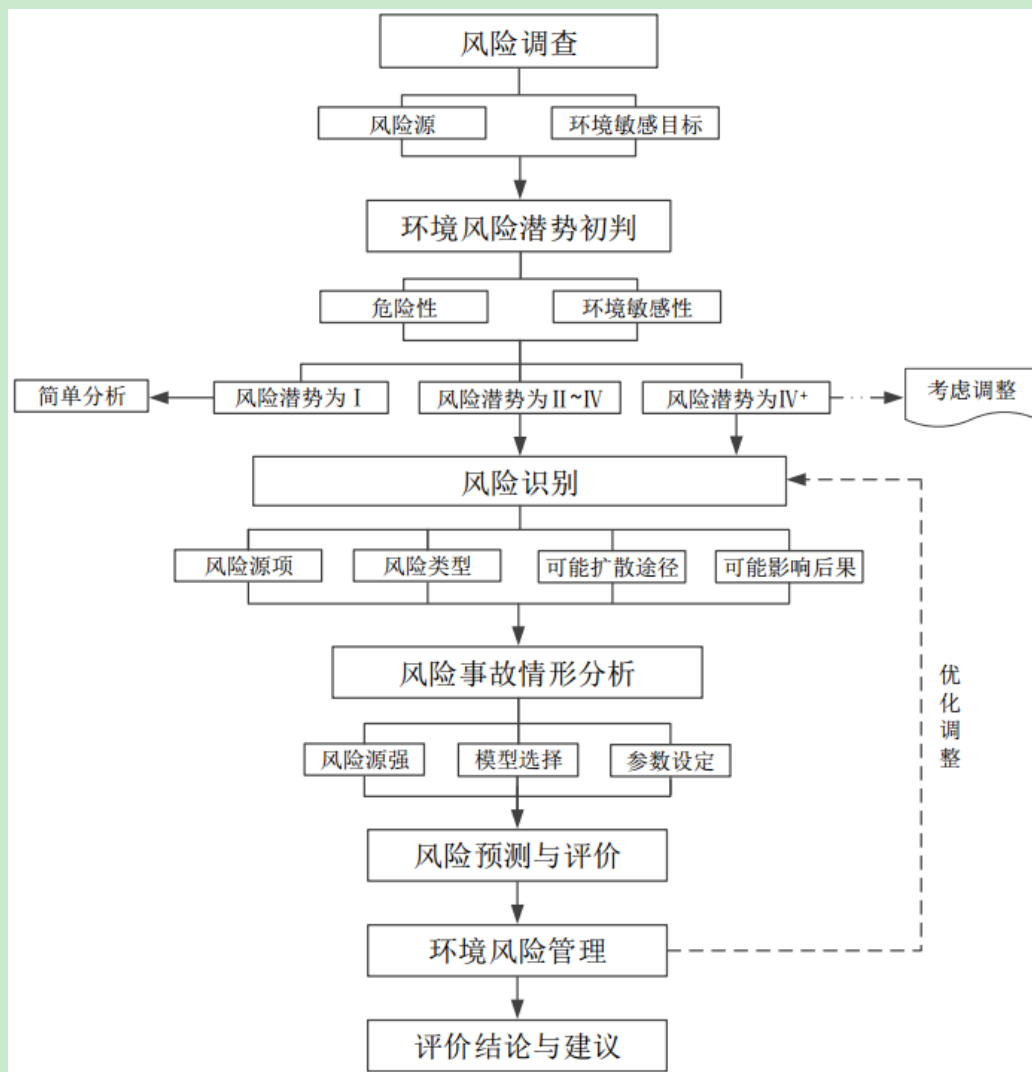 风险调查
风险源
环境敏感目标
环境风险潜势初判
危险性
环境敏感性
简单分析
风险潜势为Ⅰ
风险潜势为Ⅱ~Ⅳ
风险潜势为Ⅳ⁺
考虑调整
风险识别
风险源项
风险类型
可能扩散途径
可能影响后果
风险事故情形分析
优化调整
风险源强
模型选择
参数设定
风险预测与评价
环境风险管理
评价结论与建议